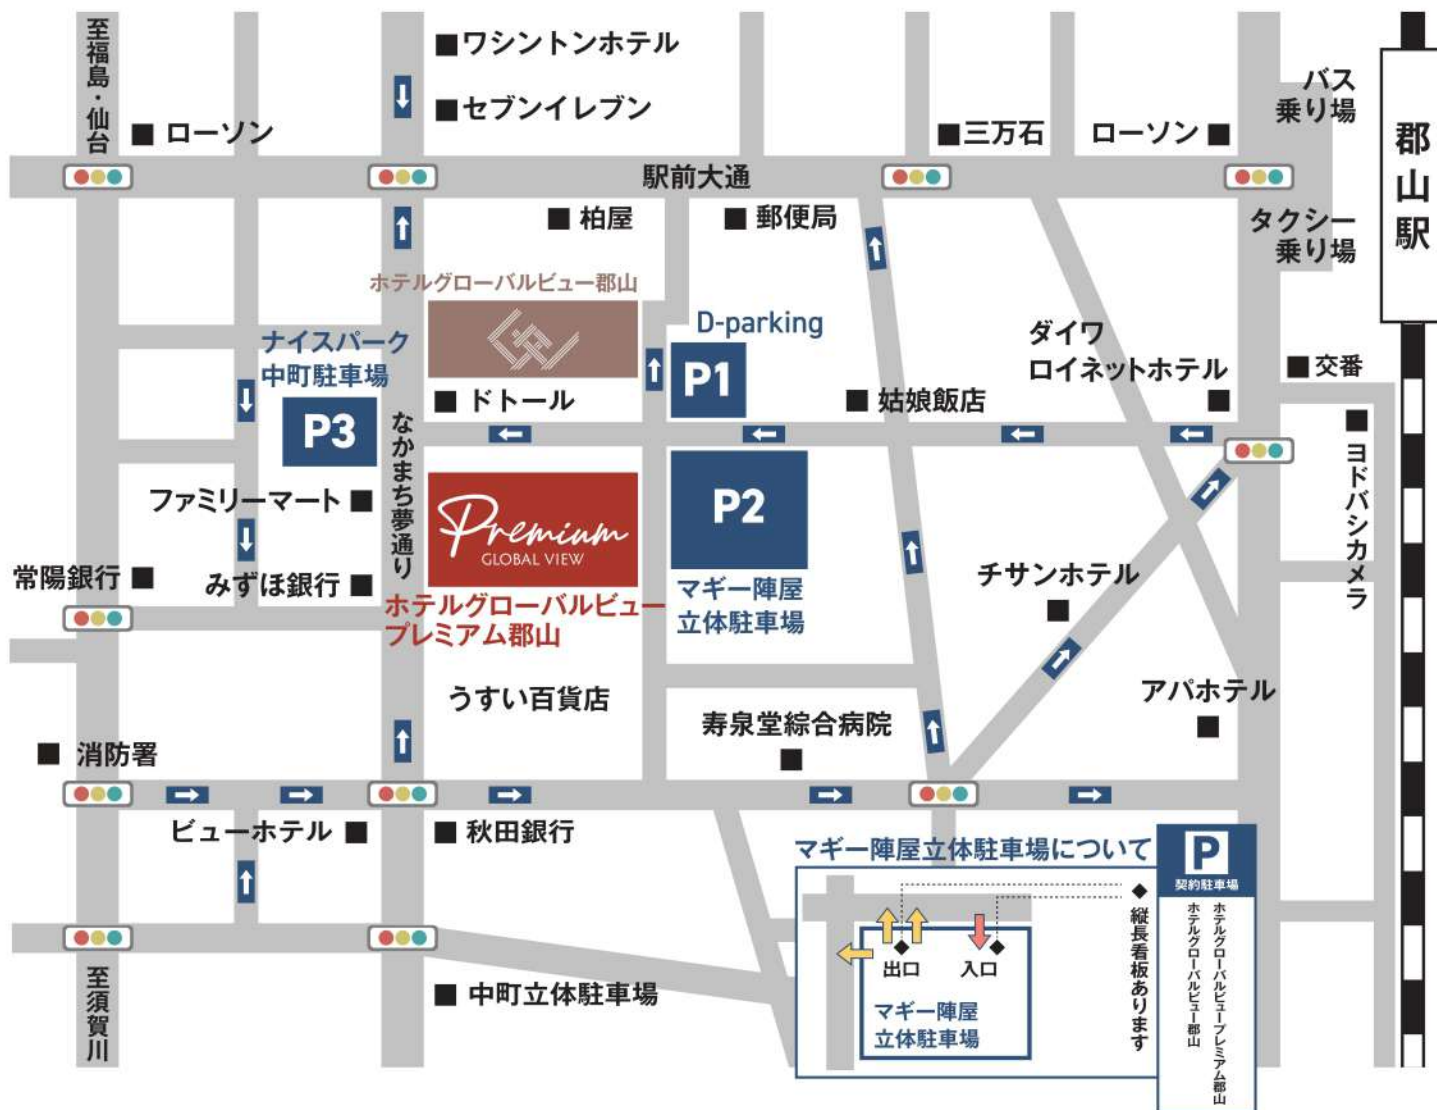 至福島・仙台
ワシントンホテル
セブンイレブン
ローソン
三万石
ローソン
バス
乗り場
郡山駅
駅前大通
柏屋
郵便局
タクシー
乗り場
ホテルグローバルビュー郡山
ナイスパーク
中町駐車場
P3
D-parking
P1
ダイワ
ロイネットホテル
交番
ドトール
姑娘飯店
なかまち夢通り
ヨドバシカメラ
ファミリーマート
Premium
GLOBAL VIEW
P2
常陽銀行
みずほ銀行
ホテルグローバルビュー
プレミアム郡山
マギー陣屋
立体駐車場
チサンホテル
うすい百貨店
寿泉堂綜合病院
アパホテル
消防署
ビューホテル
秋田銀行
マギー陣屋立体駐車場について
P
契約駐車場
ホテルグローバルビュープレミアム郡山
ホテルグローバルビュー郡山
縦長看板あります
出口
入口
マギー陣屋
立体駐車場
中町立体駐車場
至須賀川